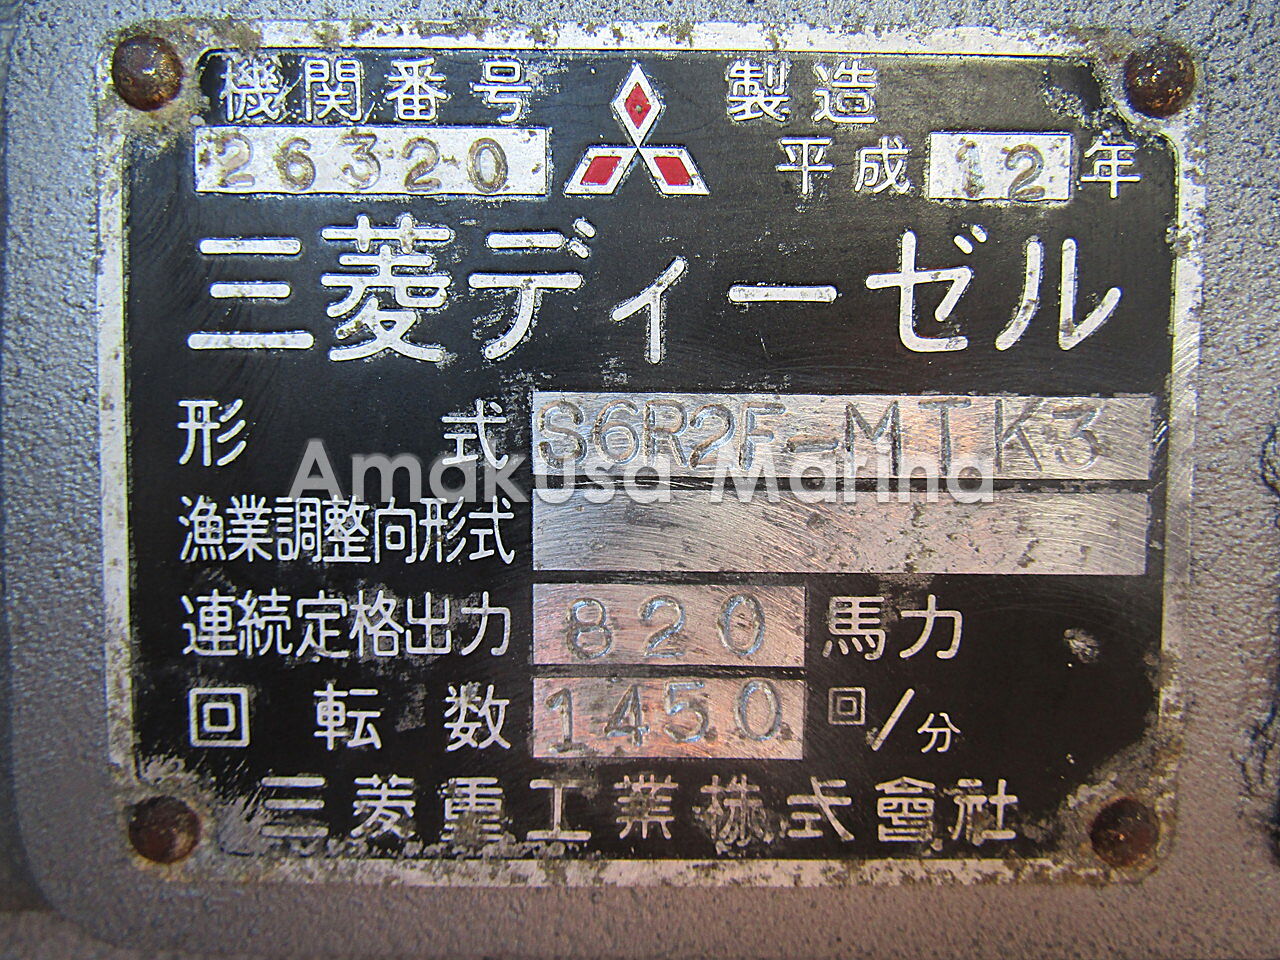 機関番号 製造
26320 平成 12 年
三菱ディーゼル
形式 S6R2F-MTK3
Amakusa Marina
漁業調整向形式
連続定格出力 820 馬力
回転数 1450 回/分
三菱重工業株式會社